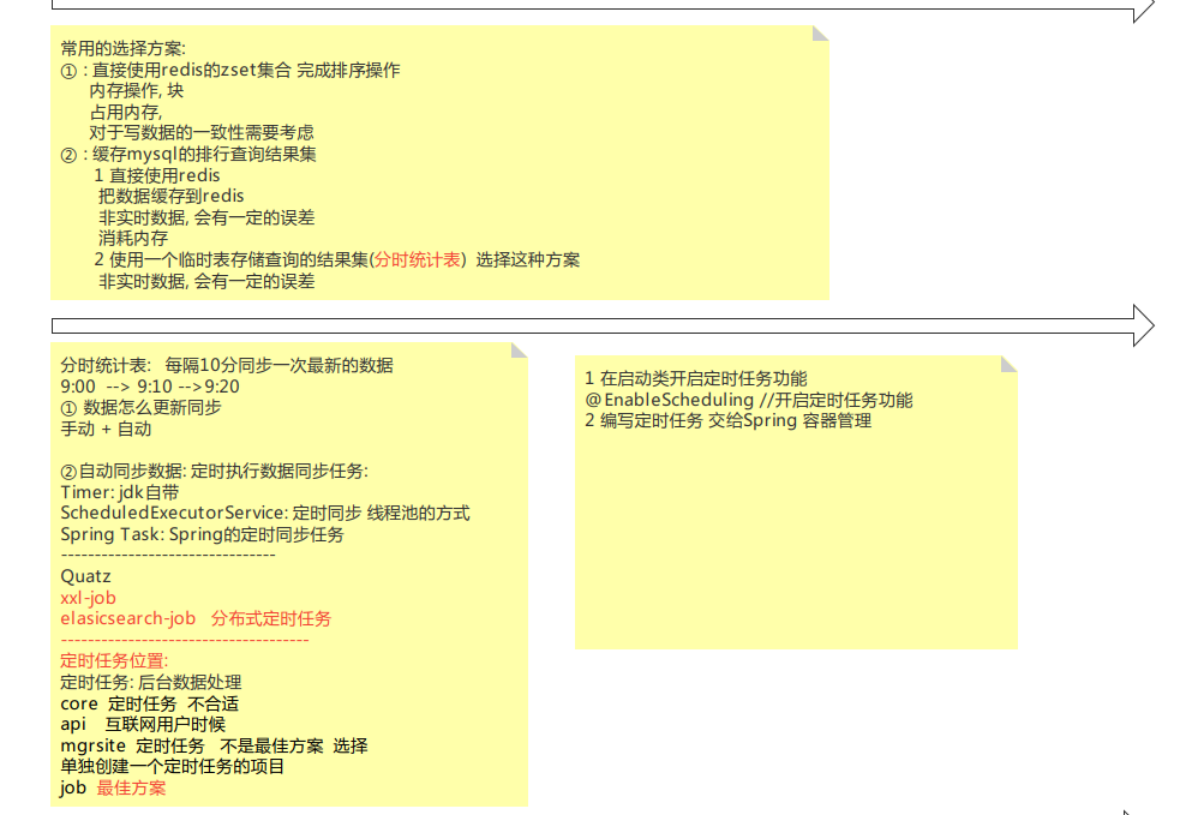 常用的选择方案:
① : 直接使用redis的zset集合 完成排序操作
内存操作, 块
占用内存,
对于写数据的一致性需要考虑
② : 缓存mysql的排行查询结果集
1 直接使用redis
把数据缓存到redis
非实时数据, 会有一定的误差
消耗内存
2 使用一个临时表存储查询的结果集(分时统计表) 选择这种方案
非实时数据, 会有一定的误差
分时统计表: 每隔10分同步一次最新的数据
9:00 --> 9:10 -->9:20
① 数据怎么更新同步
手动 + 自动
②自动同步数据: 定时执行数据同步任务:
Timer: jdk自带
ScheduledExecutorService: 定时同步 线程池的方式
Spring Task: Spring的定时同步任务
--------------------------------
Quatz
xxl-job
elasicsearch-job 分布式定时任务
-------------------------------------
定时任务位置:
定时任务: 后台数据处理
core 定时任务 不合适
api 互联网用户时候
mgrsite 定时任务 不是最佳方案 选择
单独创建一个定时任务的项目
job 最佳方案
1 在启动类开启定时任务功能
@EnableScheduling //开启定时任务功能
2 编写定时任务 交给Spring 容器管理